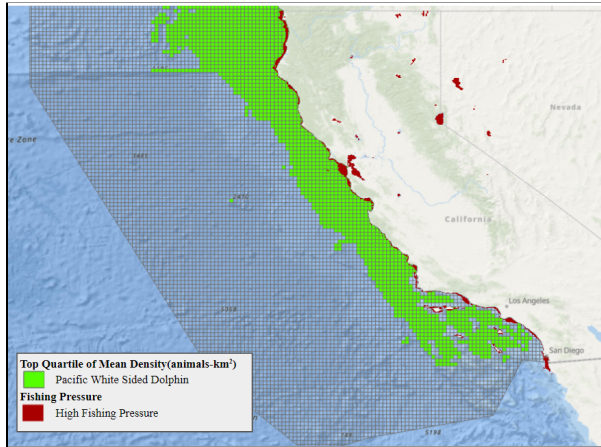 Nevada
e Zone
California
Los Angeles
San Diego
Top Quartile of Mean Density(animals-km²)
Pacific White Sided Dolphin
Fishing Pressure
High Fishing Pressure